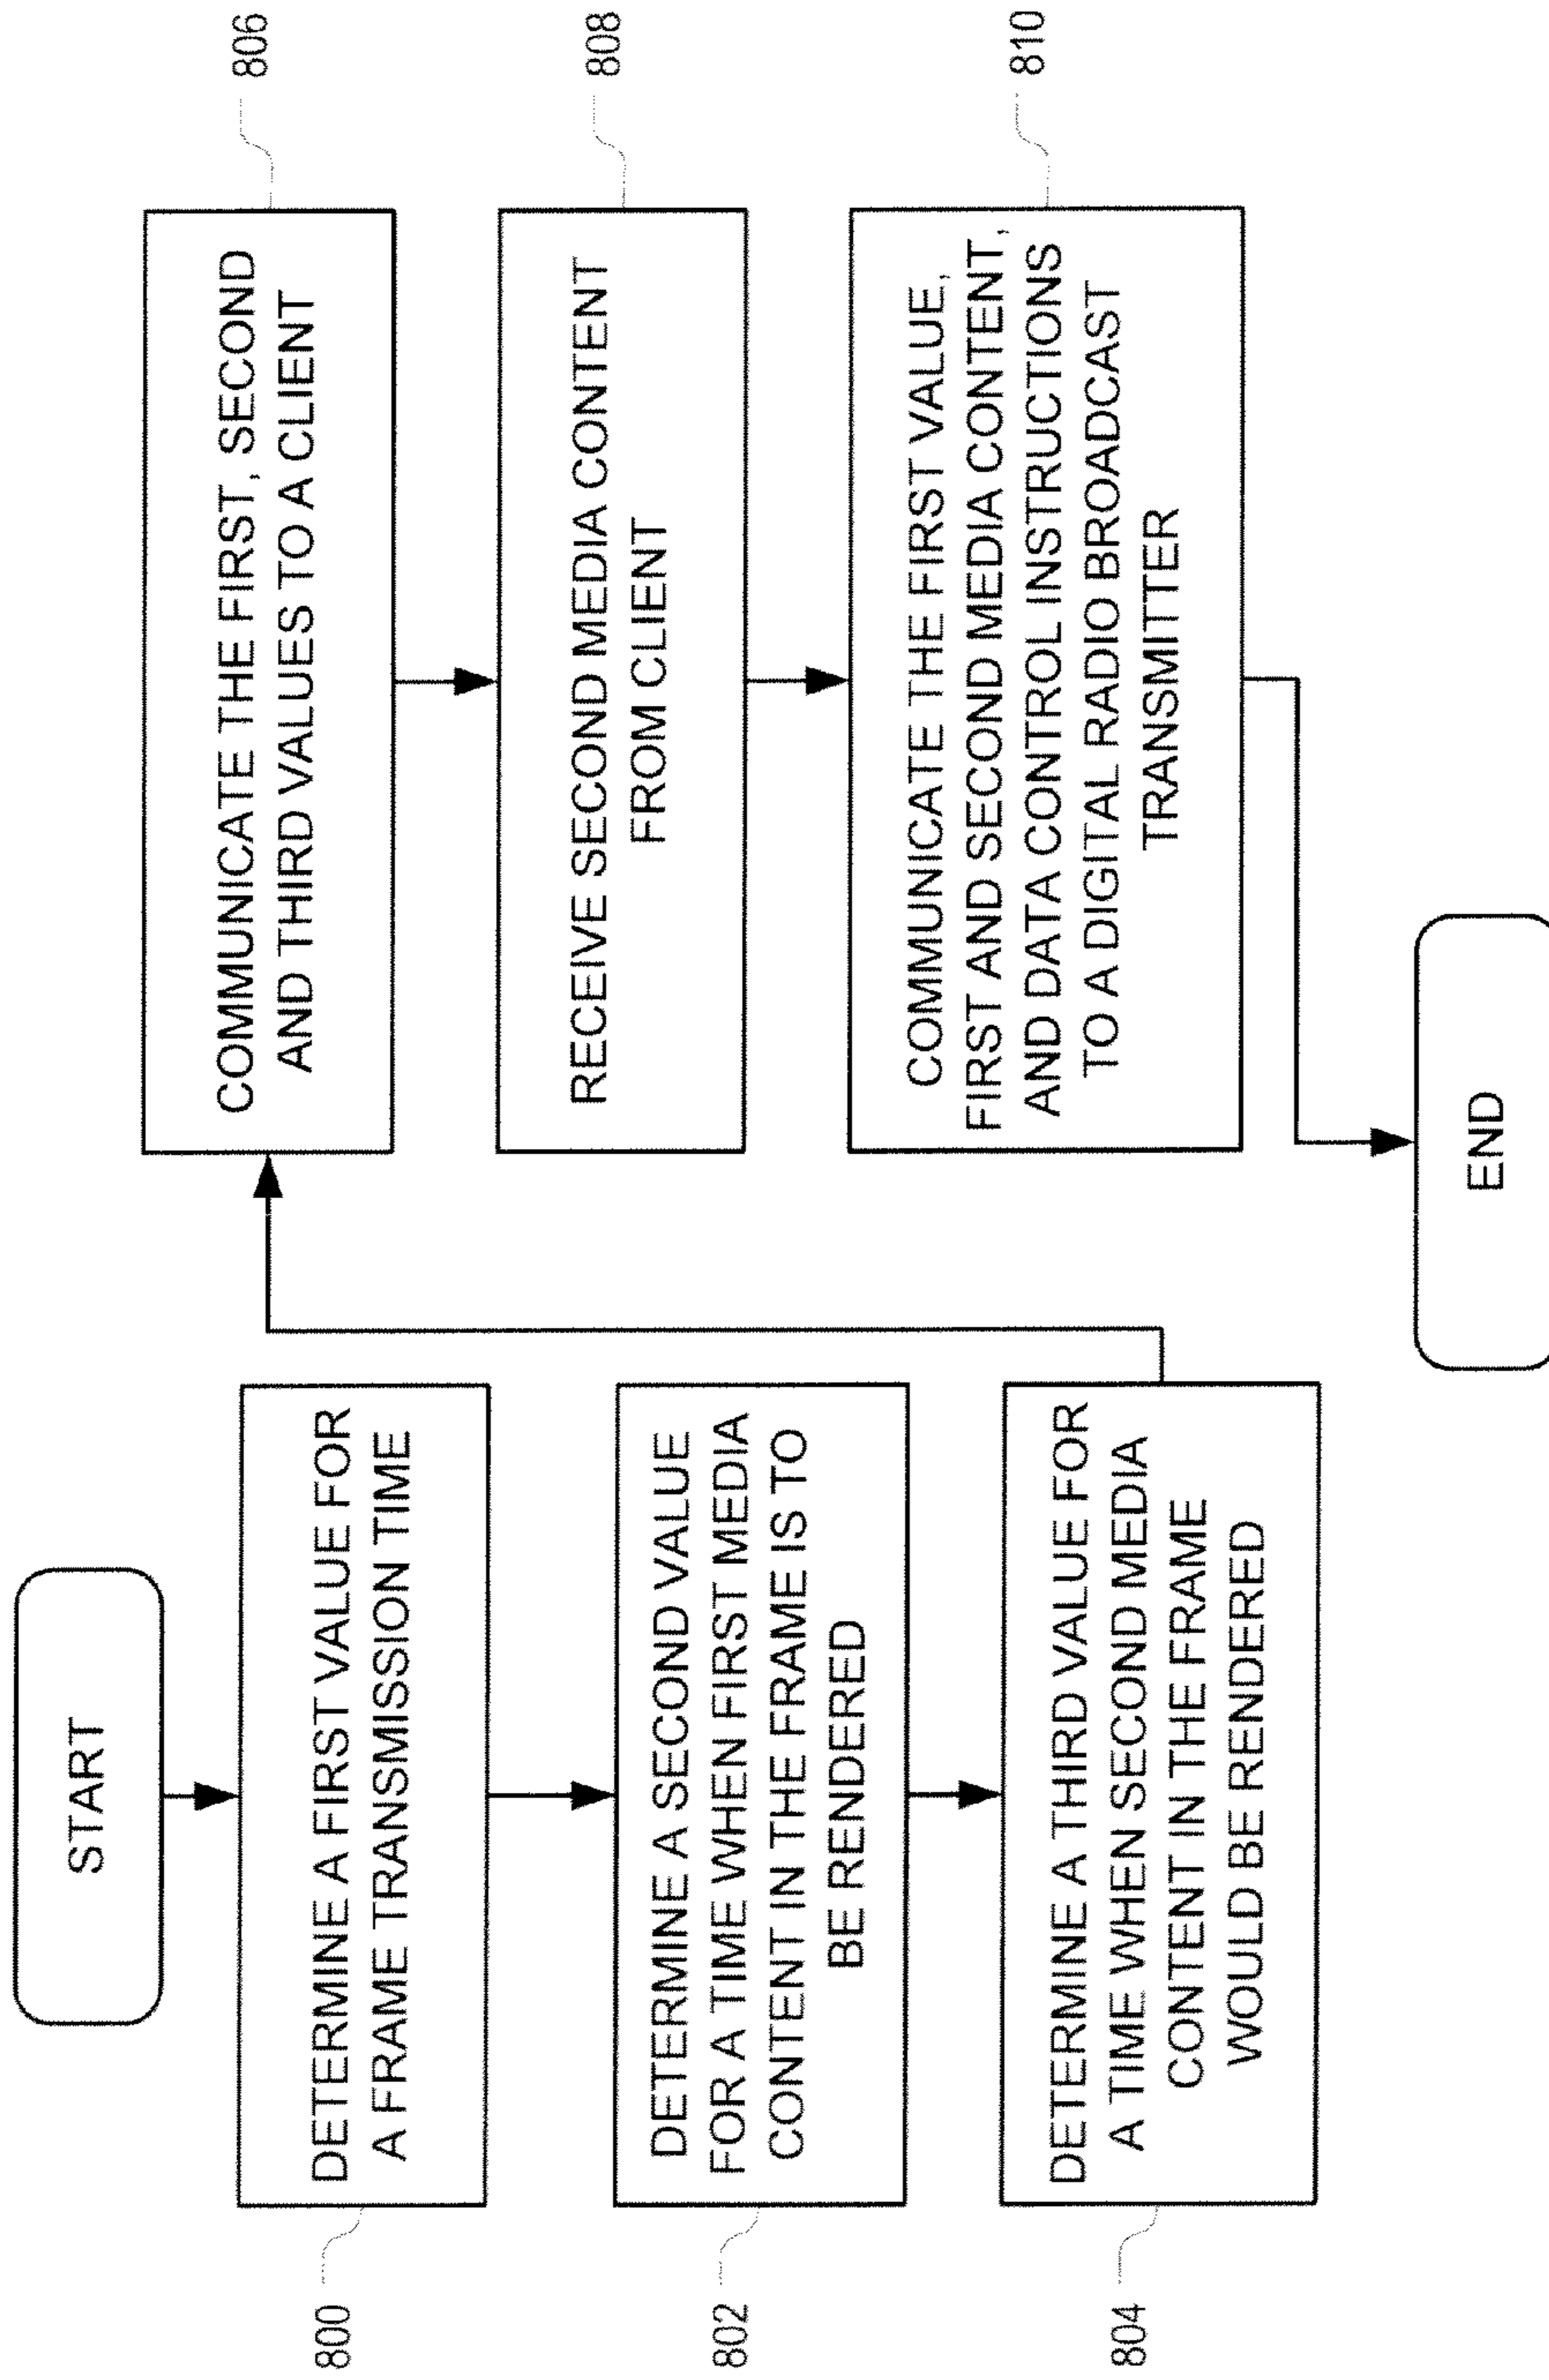 START
DETERMINE A FIRST VALUE FOR
A FRAME TRANSMISSION TIME
800
DETERMINE A SECOND VALUE
FOR A TIME WHEN FIRST MEDIA
CONTENT IN THE FRAME IS TO
BE RENDERED
802
DETERMINE A THIRD VALUE FOR
A TIME WHEN SECOND MEDIA
CONTENT IN THE FRAME
WOULD BE RENDERED
804
COMMUNICATE THE FIRST, SECOND
AND THIRD VALUES TO A CLIENT
806
RECEIVE SECOND MEDIA CONTENT
FROM CLIENT
808
COMMUNICATE THE FIRST VALUE,
FIRST AND SECOND MEDIA CONTENT,
AND DATA CONTROL INSTRUCTIONS
TO A DIGITAL RADIO BROADCAST
TRANSMITTER
810
END